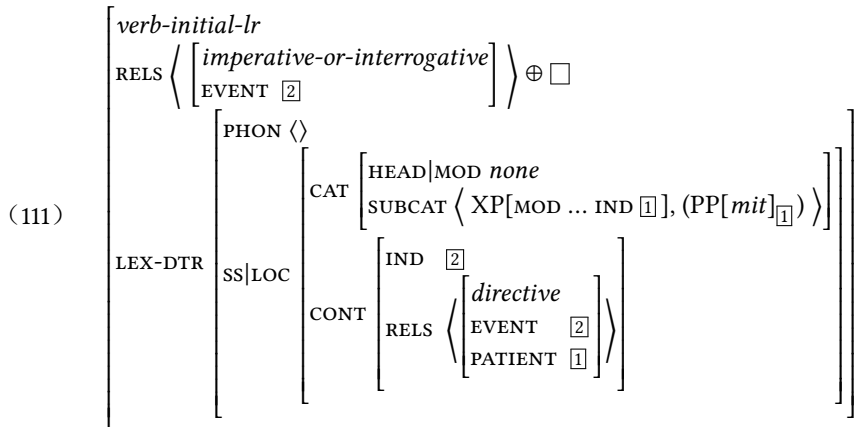 verb-initial-lr
RELS ⟨ [imperative-or-interrogative
EVENT 2] ⟩ ⊕ □
PHON ⟨⟩
HEAD|MOD none
CAT
SUBCAT ⟨ XP[MOD … IND 1], (PP[mit]1) ⟩
(111)
LEX-DTR
SS|LOC
IND 2
directive
CONT
RELS ⟨ EVENT 2 ⟩
PATIENT 1